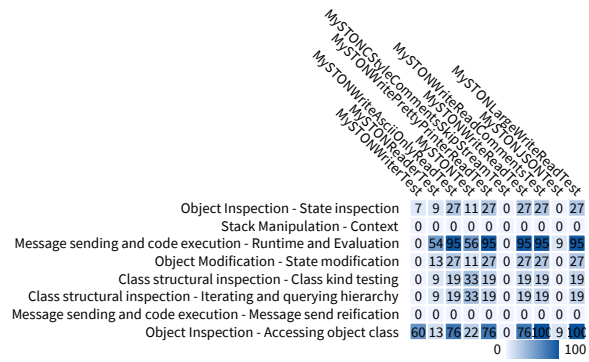 MySTONWriterTest
MySTONReaderTest
MySTONWriteAsciiOnlyReadTest
MySTONTest
MySTONWritePrettyPrinterReadTest
MySTONCStyleCommentsSkipStreamTest
MySTONWriteReadTest
MySTONWriteReadCommentsTest
MySTONJSONTest
MySTONLargeWriteReadTest
Object Inspection - State inspection 7 9 27 11 27 0 27 27 0 27
Stack Manipulation - Context 0 0 0 0 0 0 0 0 0 0
Message sending and code execution - Runtime and Evaluation 0 54 95 56 95 0 95 95 9 95
Object Modification - State modification 0 13 27 11 27 0 27 27 0 27
Class structural inspection - Class kind testing 0 9 19 33 19 0 19 19 0 19
Class structural inspection - Iterating and querying hierarchy 0 9 19 33 19 0 19 19 0 19
Message sending and code execution - Message send reification 0 0 0 0 0 0 0 0 0 0
Object Inspection - Accessing object class 60 13 76 22 76 0 76 100 9 100
0 100